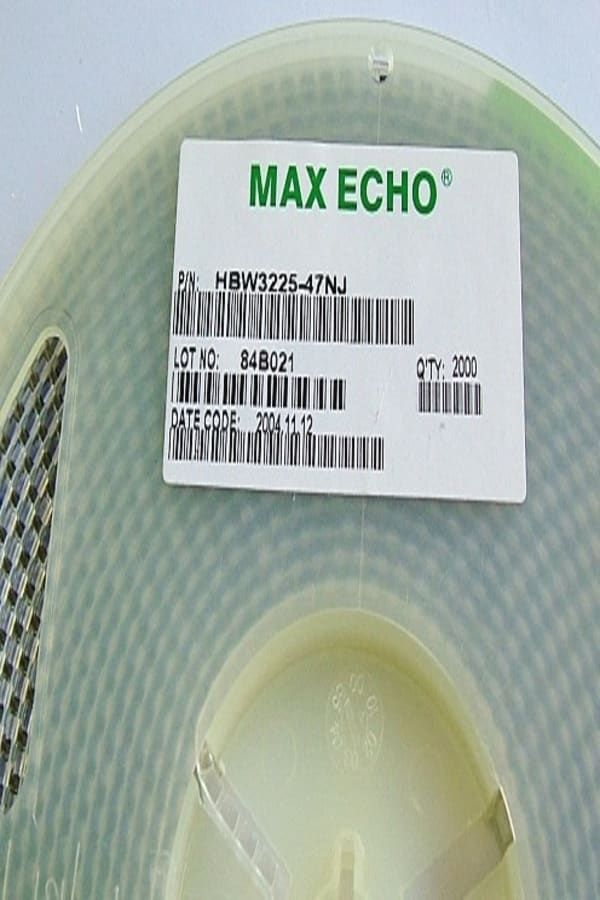 MAX ECHO®
P/N: HBW3225-47NJ
LOT NO: 84B021
Q'TY: 2000
DATE CODE: 2004.11.12